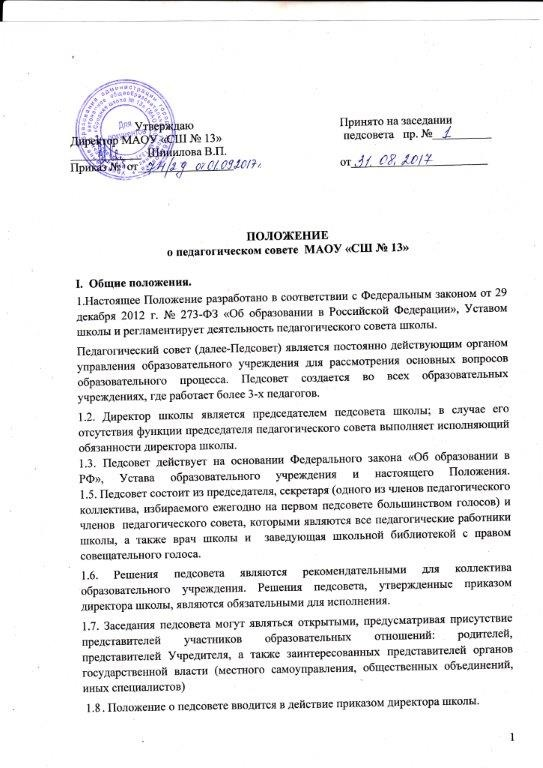 Утверждаю
Директор МАОУ «СШ № 13»
Шипилова В.П.
Приказ № от 01.09.2017г.
Принято на заседании
педсовета пр. № 1
от 31.08.2017
Для документов
ПОЛОЖЕНИЕ
о педагогическом совете МАОУ «СШ № 13»
I. Общие положения.
1.Настоящее Положение разработано в соответствии с Федеральным законом от 29
декабря 2012 г. № 273-ФЗ «Об образовании в Российской Федерации», Уставом
школы и регламентирует деятельность педагогического совета школы.
Педагогический совет (далее-Педсовет) является постоянно действующим органом
управления образовательного учреждения для рассмотрения основных вопросов
образовательного процесса. Педсовет создается во всех образовательных
учреждениях, где работает более 3-х педагогов.
1.2. Директор школы является председателем педсовета школы; в случае его
отсутствия функции председателя педагогического совета выполняет исполняющий
обязанности директора школы.
1.3. Педсовет действует на основании Федерального закона «Об образовании в
РФ», Устава образовательного учреждения и настоящего Положения.
1.5. Педсовет состоит из председателя, секретаря (одного из членов педагогического
коллектива, избираемого ежегодно на первом педсовете большинством голосов) и
членов педагогического совета, которыми являются все педагогические работники
школы, а также врач школы и заведующая школьной библиотекой с правом
совещательного голоса.
1.6. Решения педсовета являются рекомендательными для коллектива
образовательного учреждения. Решения педсовета, утвержденные приказом
директора школы, являются обязательными для исполнения.
1.7. Заседания педсовета могут являться открытыми, предусматривая присутствие
представителей участников образовательных отношений: родителей,
представителей Учредителя, а также заинтересованных представителей органов
государственной власти (местного самоуправления, общественных объединений,
иных специалистов)
1.8. Положение о педсовете вводится в действие приказом директора школы.
1